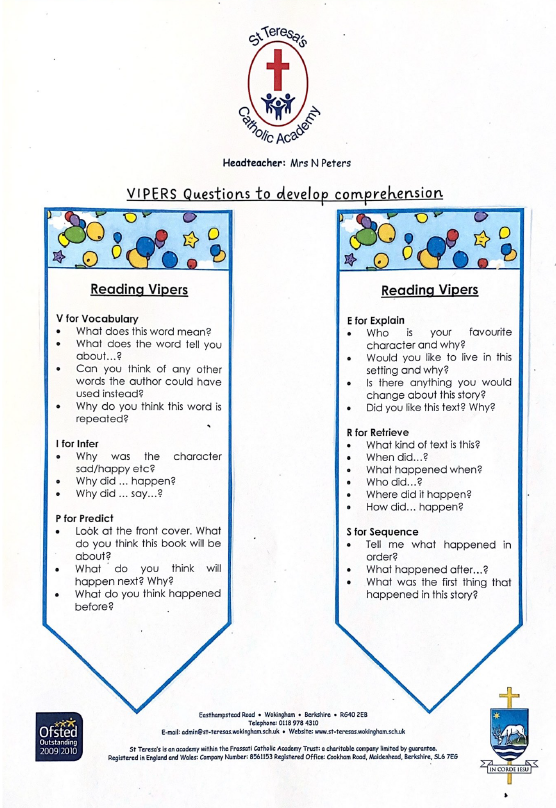 St Teresa's
Catholic Academy
Headteacher: Mrs N Peters
VIPERS Questions to develop comprehension
Reading Vipers
V for Vocabulary
• What does this word mean?
• What does the word tell you
about...?
• Can you think of any other
words the author could have
used instead?
• Why do you think this word is
repeated?
I for Infer
• Why was the character
sad/happy etc?
• Why did ... happen?
• Why did ... say...?
P for Predict
• Look at the front cover. What
do you think this book will be
about?
• What do you think will
happen next? Why?
• What do you think happened
before?
Reading Vipers
E for Explain
• Who is your favourite
character and why?
• Would you like to live in this
setting and why?
• Is there anything you would
change about this story?
• Did you like this text? Why?
R for Retrieve
• What kind of text is this?
• When did...?
• What happened when?
• Who did...?
• Where did it happen?
• How did... happen?
S for Sequence
• Tell me what happened in
order?
• What happened after...?
• What was the first thing that
happened in this story?
Ofsted
Outstanding
2009|2010
Easthampstead Road • Wokingham • Berkshire • RG40 2EB
Telephone: 0118 978 4310
E-mail: admin@st-teresas.wokingham.sch.uk • Website: www.st-teresas.wokingham.sch.uk
St Teresa's is an academy within the Frassati Catholic Academy Trust: a charitable company limited by guarantee.
Registered in England and Wales: Company Number: 8561153 Registered Office: Cookham Road, Maidenhead, Berkshire, SL6 7EG
IN CORDE IESU